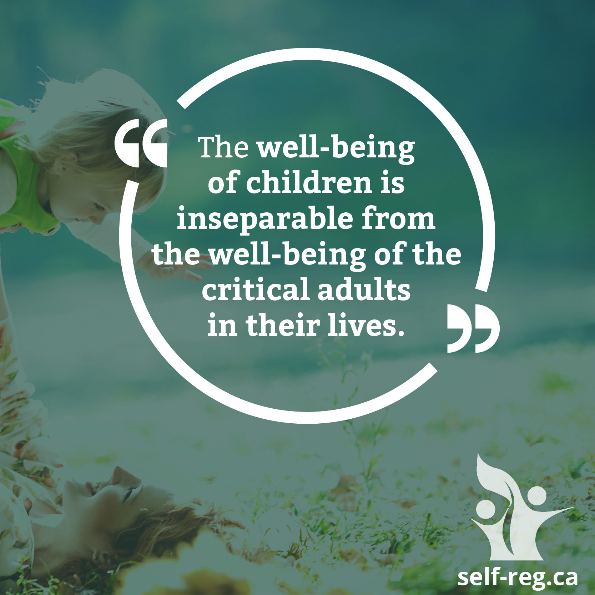 The well-being
of children is
inseparable from
the well-being of the
critical adults
in their lives.
self-reg.ca